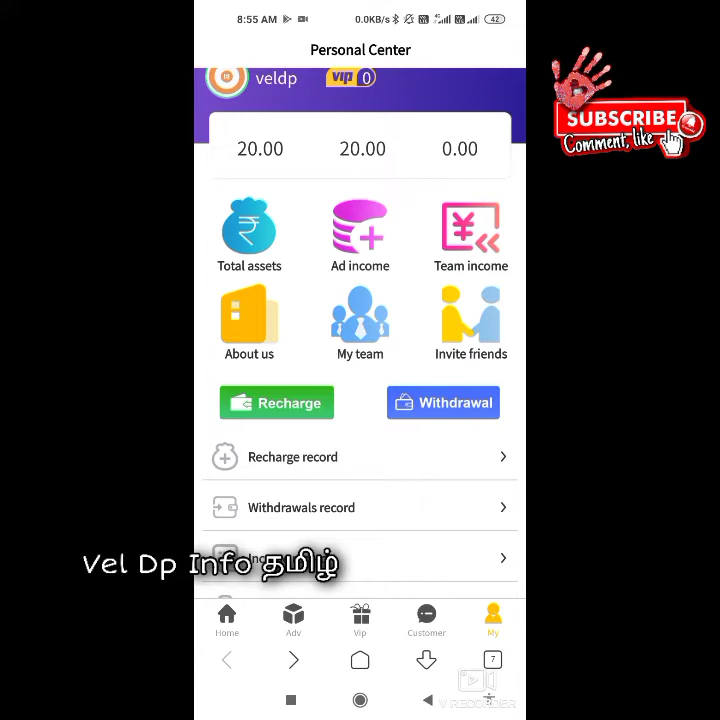 8:55 AM 0.0KB/s 42
Personal Center
veldp vip 0
SUBSCRIBE
Comment, like
20.00 20.00 0.00
Total assets Ad income Team income
About us My team Invite friends
Recharge Withdrawal
Recharge record
Withdrawals record
Vel Dp Info தமிழ்
Home Adv Vip Customer My
7
V RECORDER